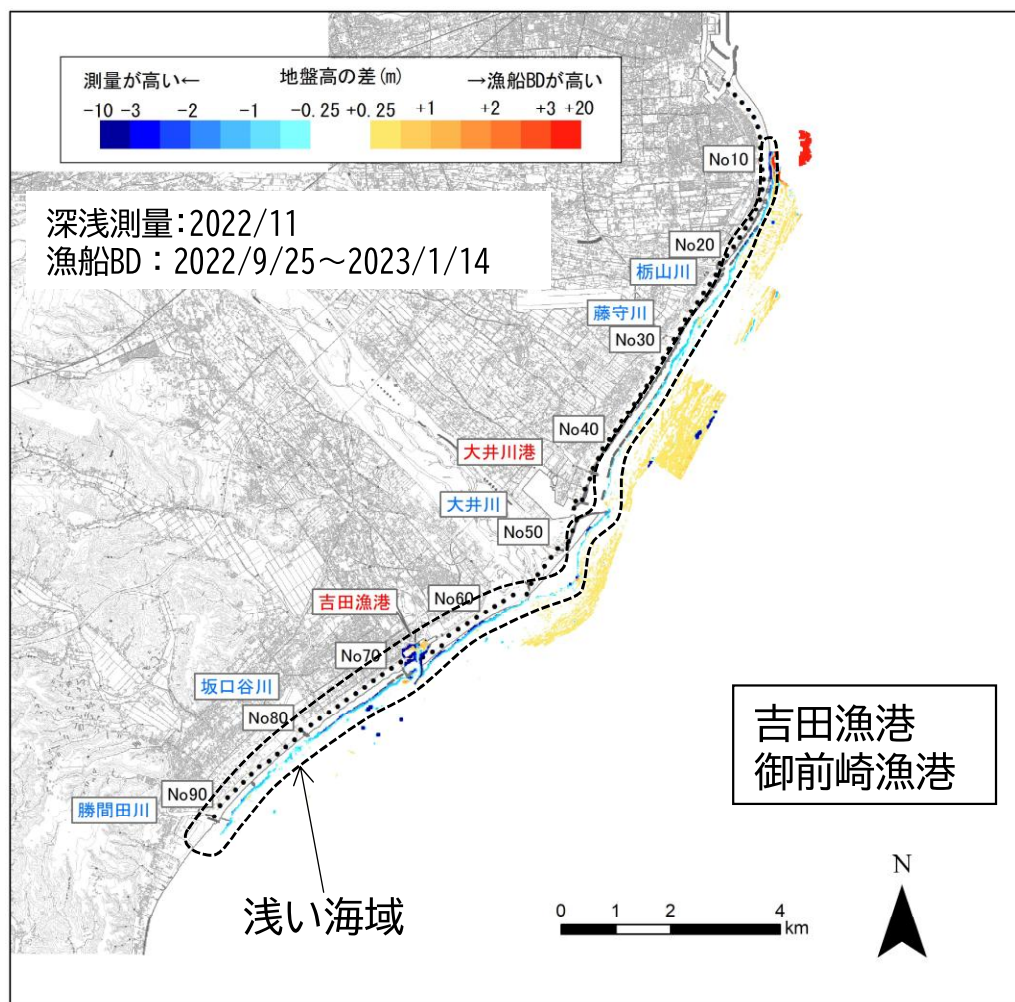 測量が高い← 地盤高の差(m) →漁船BDが高い
-10 -3 -2 -1 -0.25 +0.25 +1 +2 +3 +20
深浅測量:2022/11
漁船BD:2022/9/25～2023/1/14
No10
No20
栃山川
藤守川
No30
No40
大井川港
大井川
No50
No60
吉田漁港
No70
坂口谷川
No80
No90
勝間田川
浅い海域
吉田漁港
御前崎漁港
N
0 1 2 4
km